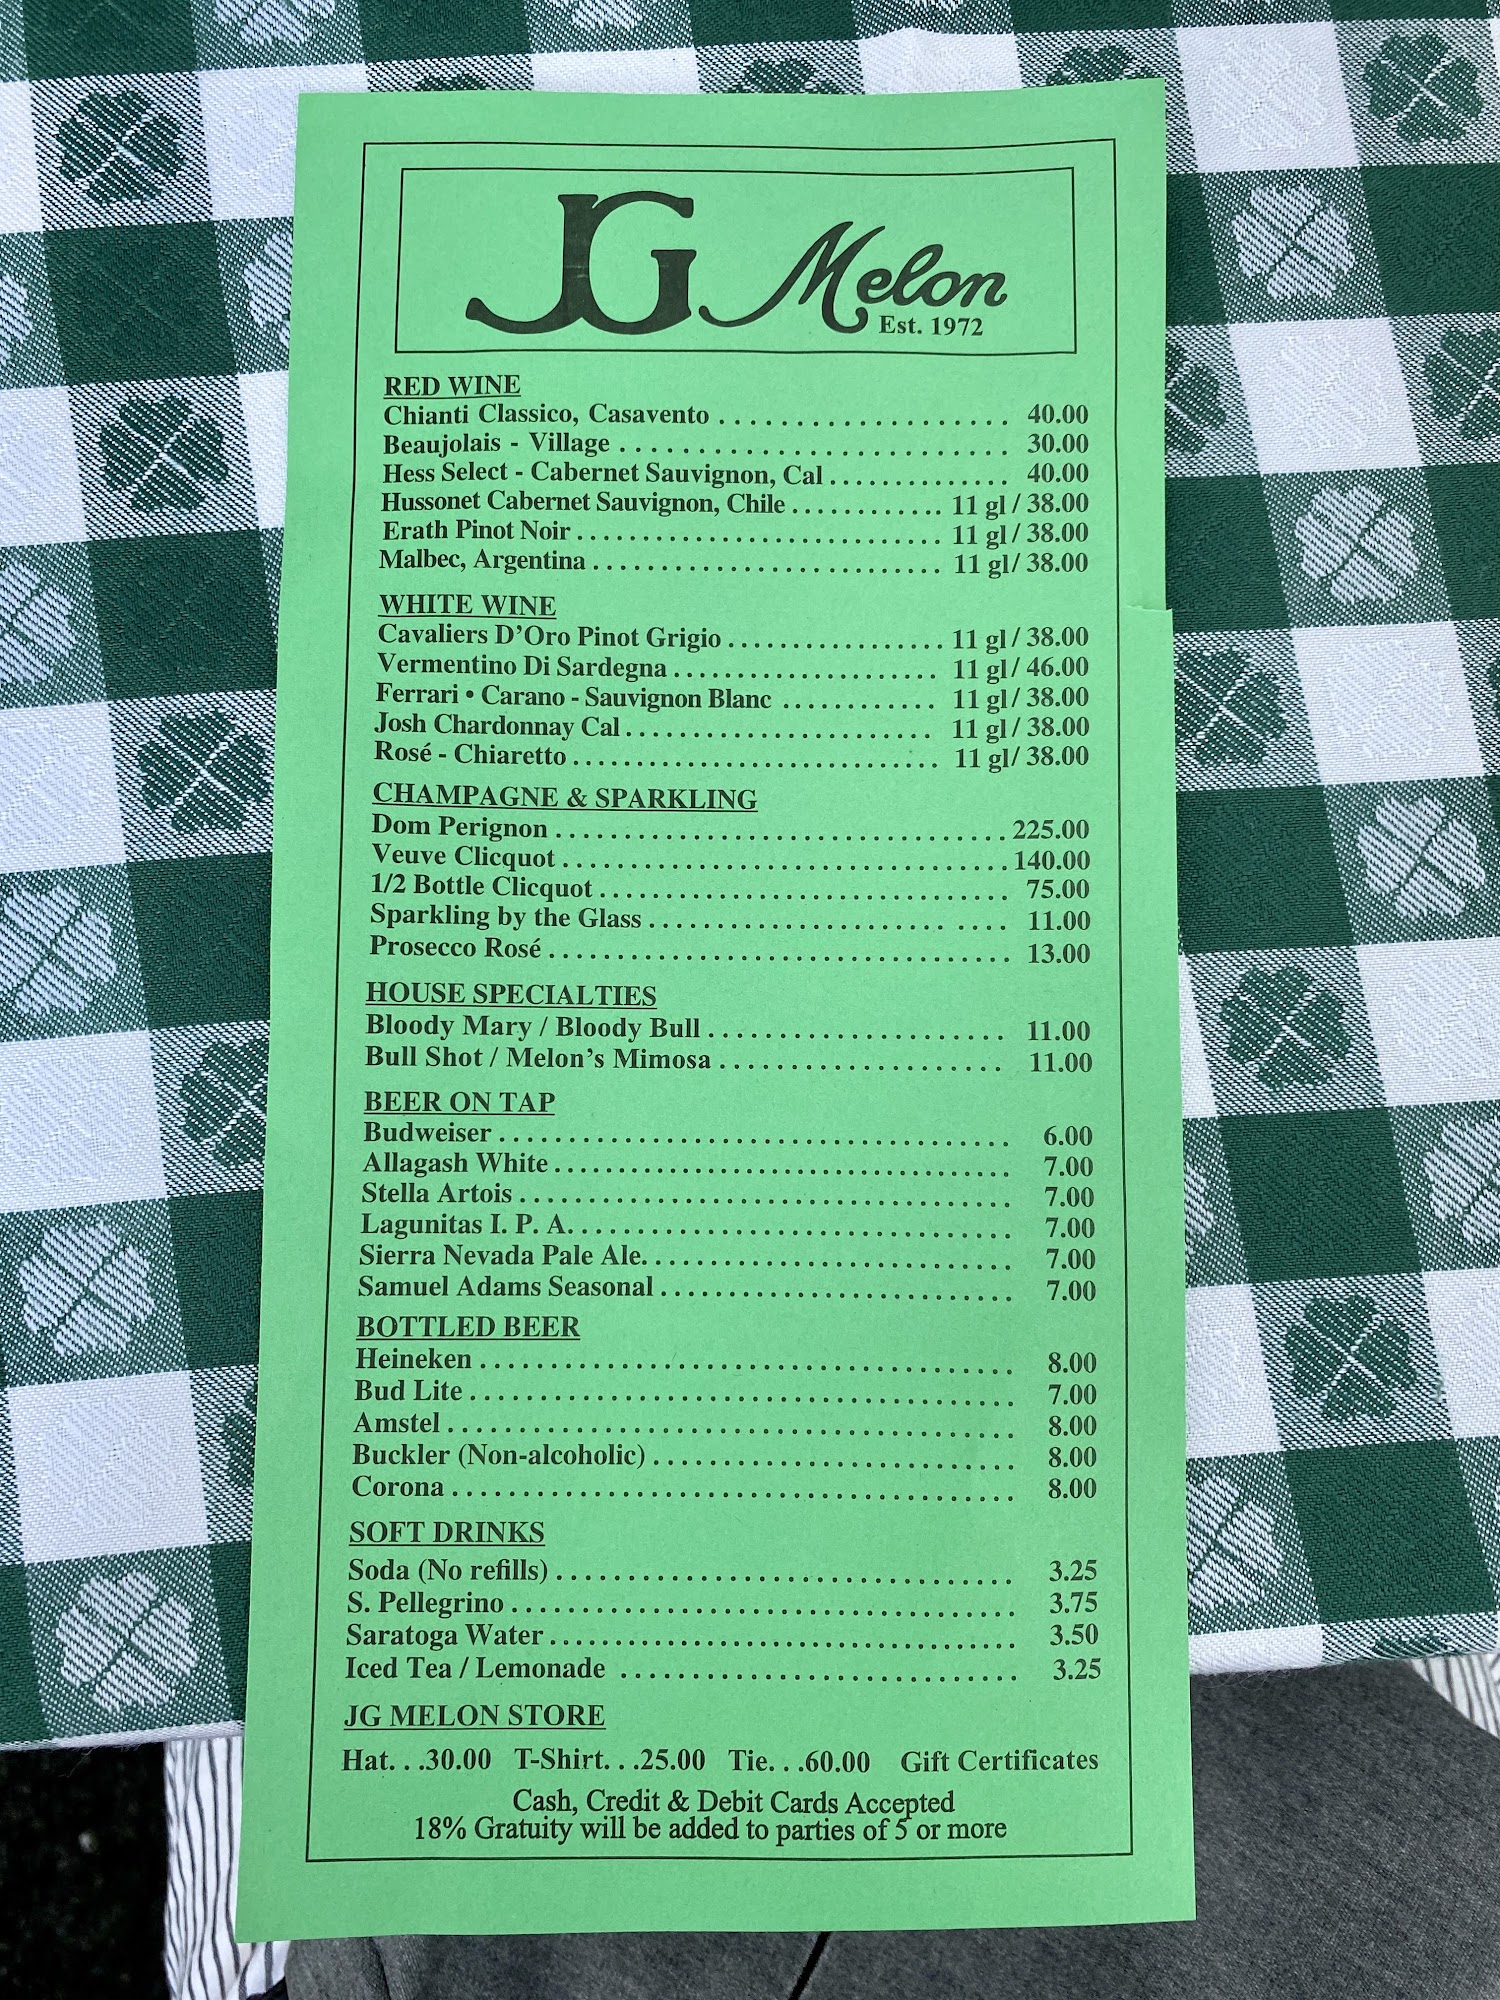 JG Melon
Est. 1972
RED WINE
Chianti Classico, Casavento . . . . . . . . . . . . . . . . . . . . 40.00
Beaujolais - Village . . . . . . . . . . . . . . . . . . . . . . . . . . . 30.00
Hess Select - Cabernet Sauvignon, Cal . . . . . . . . . . . . . 40.00
Hussonet Cabernet Sauvignon, Chile . . . . . . . . . . . . 11 gl / 38.00
Erath Pinot Noir . . . . . . . . . . . . . . . . . . . . . . . . . . 11 gl / 38.00
Malbec, Argentina . . . . . . . . . . . . . . . . . . . . . . . . . 11 gl/ 38.00
WHITE WINE
Cavaliers D’Oro Pinot Grigio . . . . . . . . . . . . . . . . 11 gl / 38.00
Vermentino Di Sardegna . . . . . . . . . . . . . . . . . . . 11 gl/ 46.00
Ferrari • Carano - Sauvignon Blanc . . . . . . . . . . . 11 gl / 38.00
Josh Chardonnay Cal . . . . . . . . . . . . . . . . . . . . . . 11 gl / 38.00
Rosé - Chiaretto . . . . . . . . . . . . . . . . . . . . . . . . . . 11 gl/ 38.00
CHAMPAGNE & SPARKLING
Dom Perignon . . . . . . . . . . . . . . . . . . . . . . . . . . . . . . . . 225.00
Veuve Clicquot . . . . . . . . . . . . . . . . . . . . . . . . . . . . . . . 140.00
1/2 Bottle Clicquot . . . . . . . . . . . . . . . . . . . . . . . . . . . . . 75.00
Sparkling by the Glass . . . . . . . . . . . . . . . . . . . . . . . . . 11.00
Prosecco Rosé . . . . . . . . . . . . . . . . . . . . . . . . . . . . . . . . . 13.00
HOUSE SPECIALTIES
Bloody Mary / Bloody Bull . . . . . . . . . . . . . . . . . . . . . 11.00
Bull Shot / Melon’s Mimosa . . . . . . . . . . . . . . . . . . . . 11.00
BEER ON TAP
Budweiser . . . . . . . . . . . . . . . . . . . . . . . . . . . . . . . . . . . . 6.00
Allagash White . . . . . . . . . . . . . . . . . . . . . . . . . . . . . . . . 7.00
Stella Artois . . . . . . . . . . . . . . . . . . . . . . . . . . . . . . . . . . 7.00
Lagunitas I. P. A. . . . . . . . . . . . . . . . . . . . . . . . . . . . . . . 7.00
Sierra Nevada Pale Ale. . . . . . . . . . . . . . . . . . . . . . . . . . 7.00
Samuel Adams Seasonal . . . . . . . . . . . . . . . . . . . . . . . . . 7.00
BOTTLED BEER
Heineken . . . . . . . . . . . . . . . . . . . . . . . . . . . . . . . . . . . . . 8.00
Bud Lite . . . . . . . . . . . . . . . . . . . . . . . . . . . . . . . . . . . . . . 7.00
Amstel . . . . . . . . . . . . . . . . . . . . . . . . . . . . . . . . . . . . . . . . 8.00
Buckler (Non-alcoholic) . . . . . . . . . . . . . . . . . . . . . . . . . 8.00
Corona . . . . . . . . . . . . . . . . . . . . . . . . . . . . . . . . . . . . . . . 8.00
SOFT DRINKS
Soda (No refills) . . . . . . . . . . . . . . . . . . . . . . . . . . . . . . . . 3.25
S. Pellegrino . . . . . . . . . . . . . . . . . . . . . . . . . . . . . . . . . . . 3.75
Saratoga Water . . . . . . . . . . . . . . . . . . . . . . . . . . . . . . . . 3.50
Iced Tea / Lemonade . . . . . . . . . . . . . . . . . . . . . . . . . . . . 3.25
JG MELON STORE
Hat. . .30.00 T-Shirt. . .25.00 Tie. . .60.00 Gift Certificates
Cash, Credit & Debit Cards Accepted
18% Gratuity will be added to parties of 5 or more